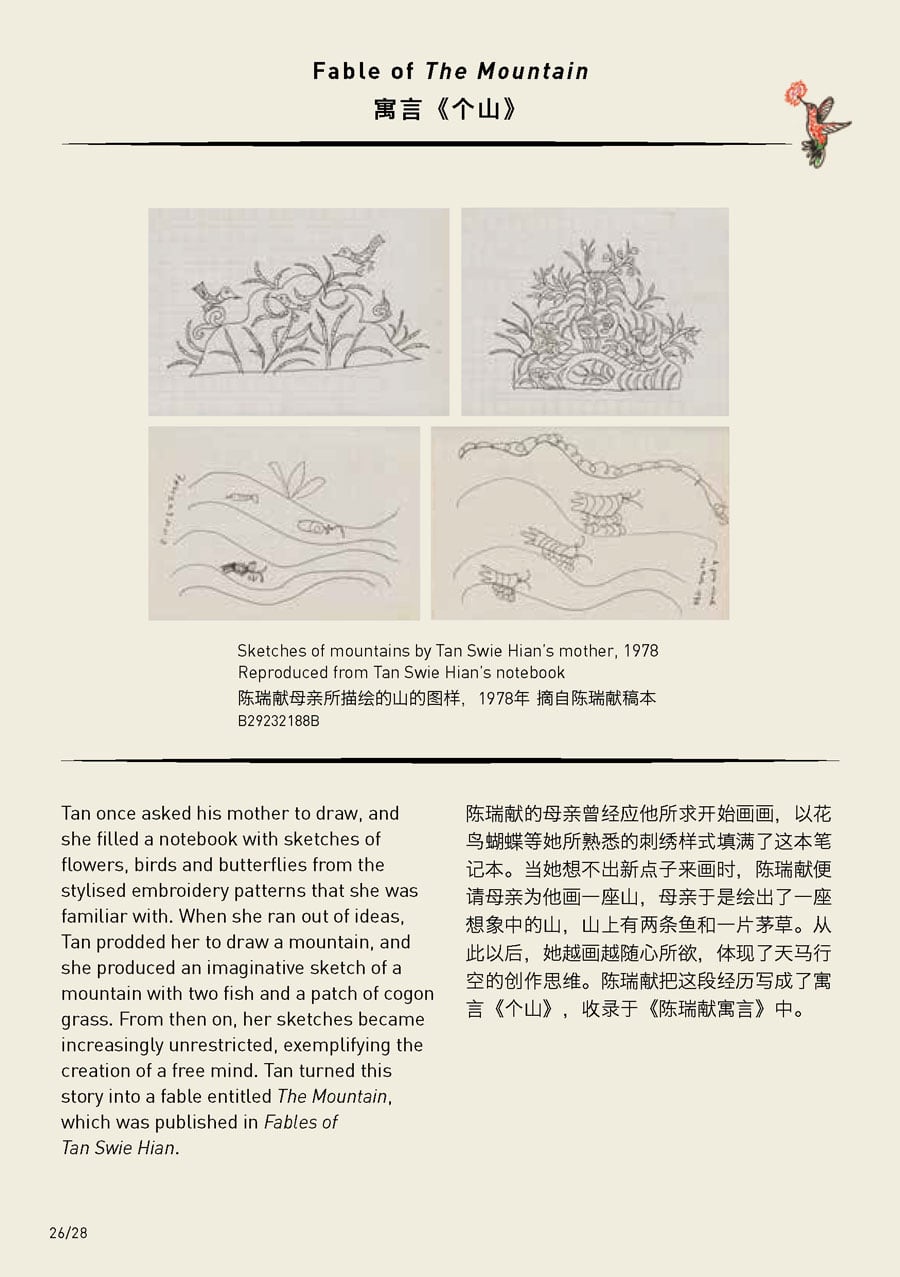 Fable of The Mountain
寓言《个山》
Sketches of mountains by Tan Swie Hian's mother, 1978
Reproduced from Tan Swie Hian's notebook
陈瑞献母亲所描绘的山的图样，1978年 摘自陈瑞献稿本
B29232188B
Tan once asked his mother to draw, and
she filled a notebook with sketches of
flowers, birds and butterflies from the
stylised embroidery patterns that she was
familiar with. When she ran out of ideas,
Tan prodded her to draw a mountain, and
she produced an imaginative sketch of a
mountain with two fish and a patch of cogon
grass. From then on, her sketches became
increasingly unrestricted, exemplifying the
creation of a free mind. Tan turned this
story into a fable entitled The Mountain,
which was published in Fables of
Tan Swie Hian.
陈瑞献的母亲曾经应他所求开始画画，以花
鸟蝴蝶等她所熟悉的刺绣样式填满了这本笔
记本。当她想不出新点子来画时，陈瑞献便
请母亲为他画一座山，母亲于是绘出了一座
想象中的山，山上有两条鱼和一片茅草。从
此以后，她越画越随心所欲，体现了天马行
空的创作思维。陈瑞献把这段经历写成了寓
言《个山》，收录于《陈瑞献寓言》中。
26/28